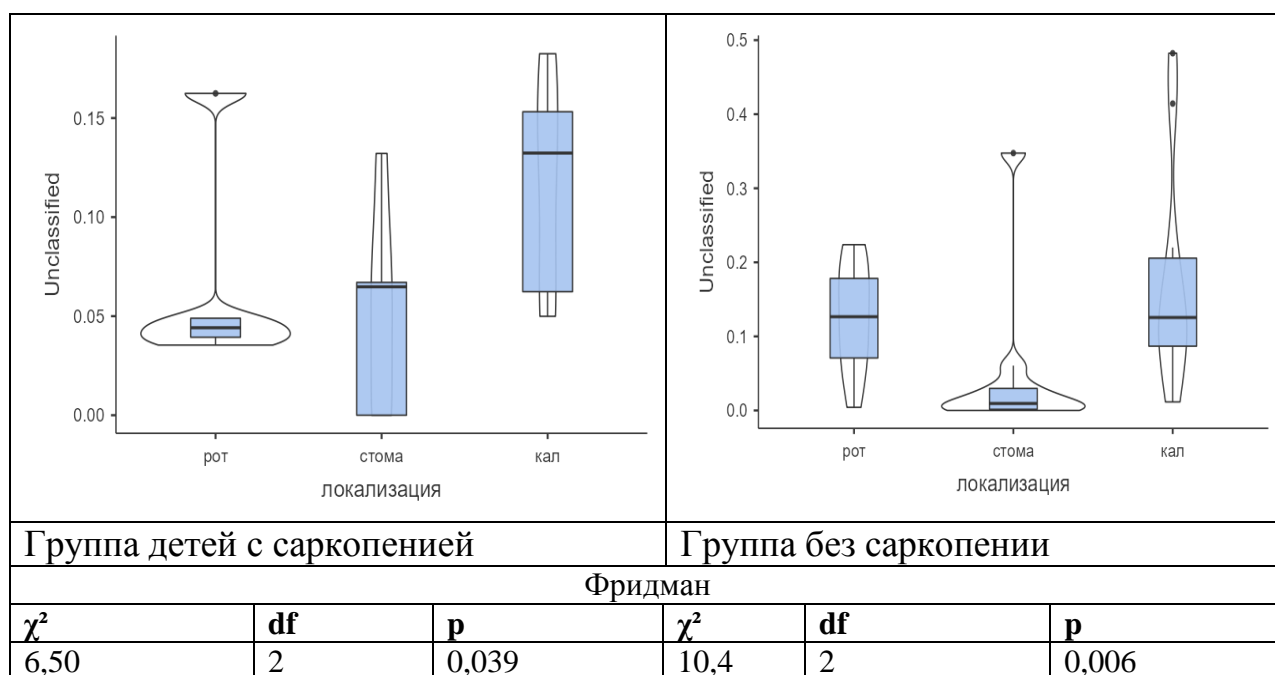 Unclassified
0.15
0.10
0.05
0.00
рот стома кал
локализация
Unclassified
0.5
0.4
0.3
0.2
0.1
0.0
рот стома кал
локализация
Группа детей с саркопенией Группа без саркопении
Фридман
χ² df p χ² df p
6,50 2 0,039 10,4 2 0,006